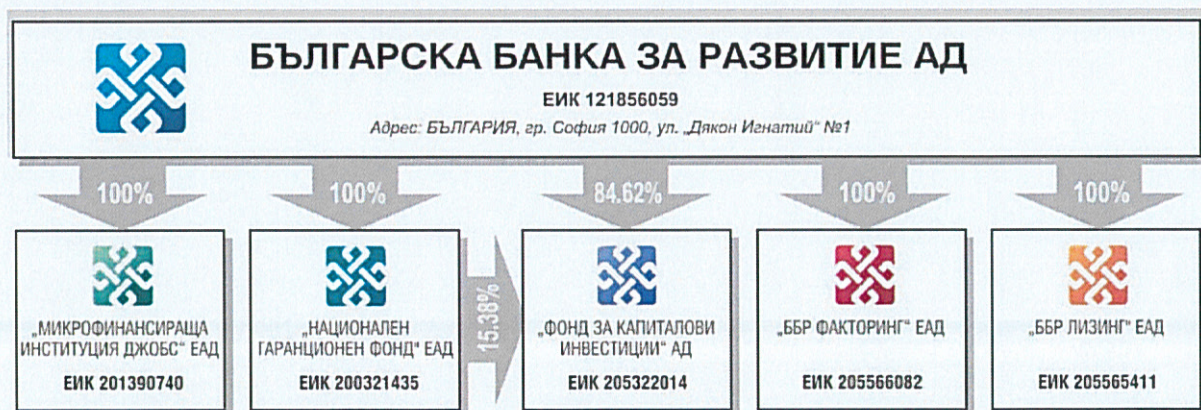 БЪЛГАРСКА БАНКА ЗА РАЗВИТИЕ АД
ЕИК 121856059
Адрес: БЪЛГАРИЯ, гр. София 1000, ул. „Дякон Игнатий“ №1
100%
100%
84.62%
100%
100%
„МИКРОФИНАНСИРАЩА
ИНСТИТУЦИЯ ДЖОБС“ ЕАД
ЕИК 201390740
„НАЦИОНАЛЕН
ГАРАНЦИОНЕН ФОНД“ ЕАД
ЕИК 200321435
15.38%
„ФОНД ЗА КАПИТАЛОВИ
ИНВЕСТИЦИИ“ АД
ЕИК 205322014
„ББР ФАКТОРИНГ“ ЕАД
ЕИК 205566082
„ББР ЛИЗИНГ“ ЕАД
ЕИК 205565411